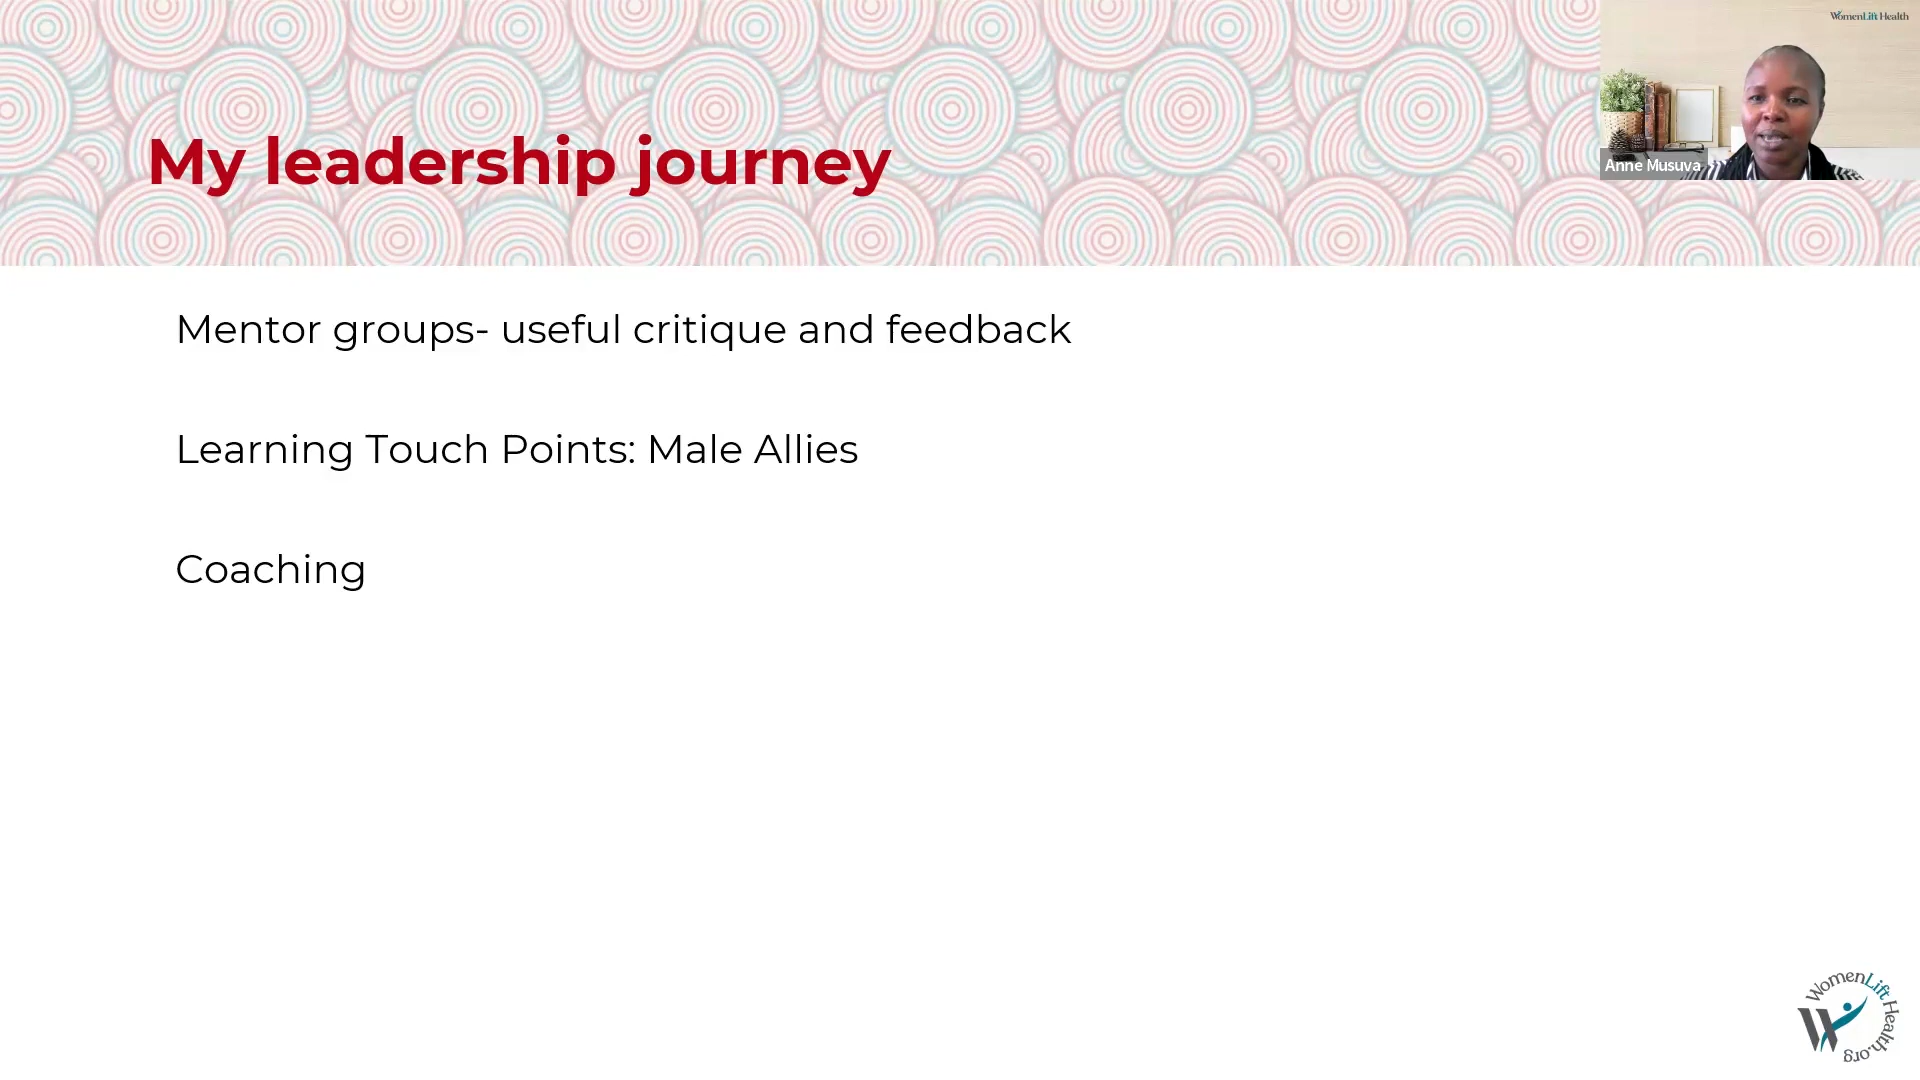 WomenLift Health
My leadership journey
Anne Musuva
Mentor groups- useful critique and feedback
Learning Touch Points: Male Allies
Coaching
WomenLift Health.org